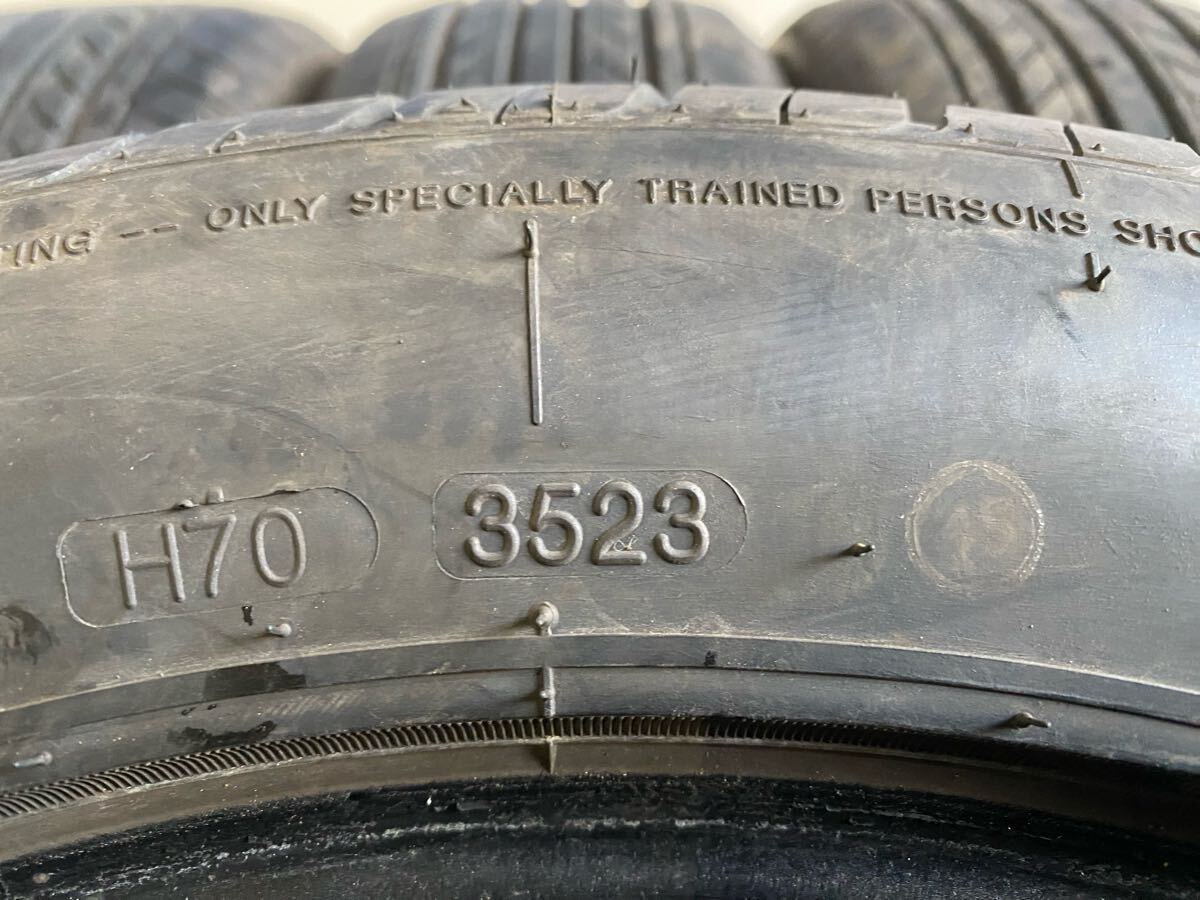 TING -- ONLY SPECIALLY TRAINED PERSONS SHO
H70 3523